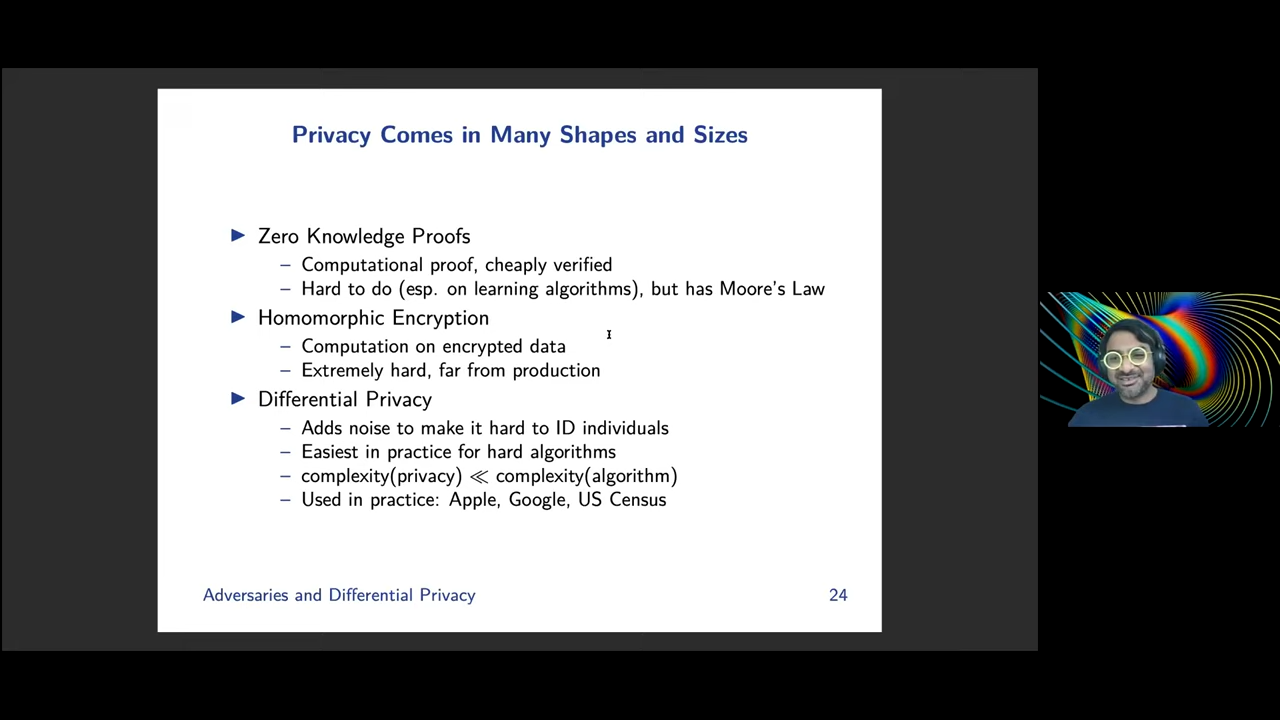 Privacy Comes in Many Shapes and Sizes
▶ Zero Knowledge Proofs
– Computational proof, cheaply verified
– Hard to do (esp. on learning algorithms), but has Moore's Law
▶ Homomorphic Encryption
– Computation on encrypted data
– Extremely hard, far from production
▶ Differential Privacy
– Adds noise to make it hard to ID individuals
– Easiest in practice for hard algorithms
– complexity(privacy) ≪ complexity(algorithm)
– Used in practice: Apple, Google, US Census
Adversaries and Differential Privacy 24